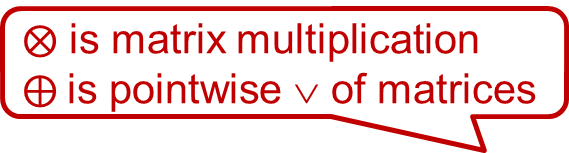 ⊗ is matrix multiplication
⊕ is pointwise ∨ of matrices